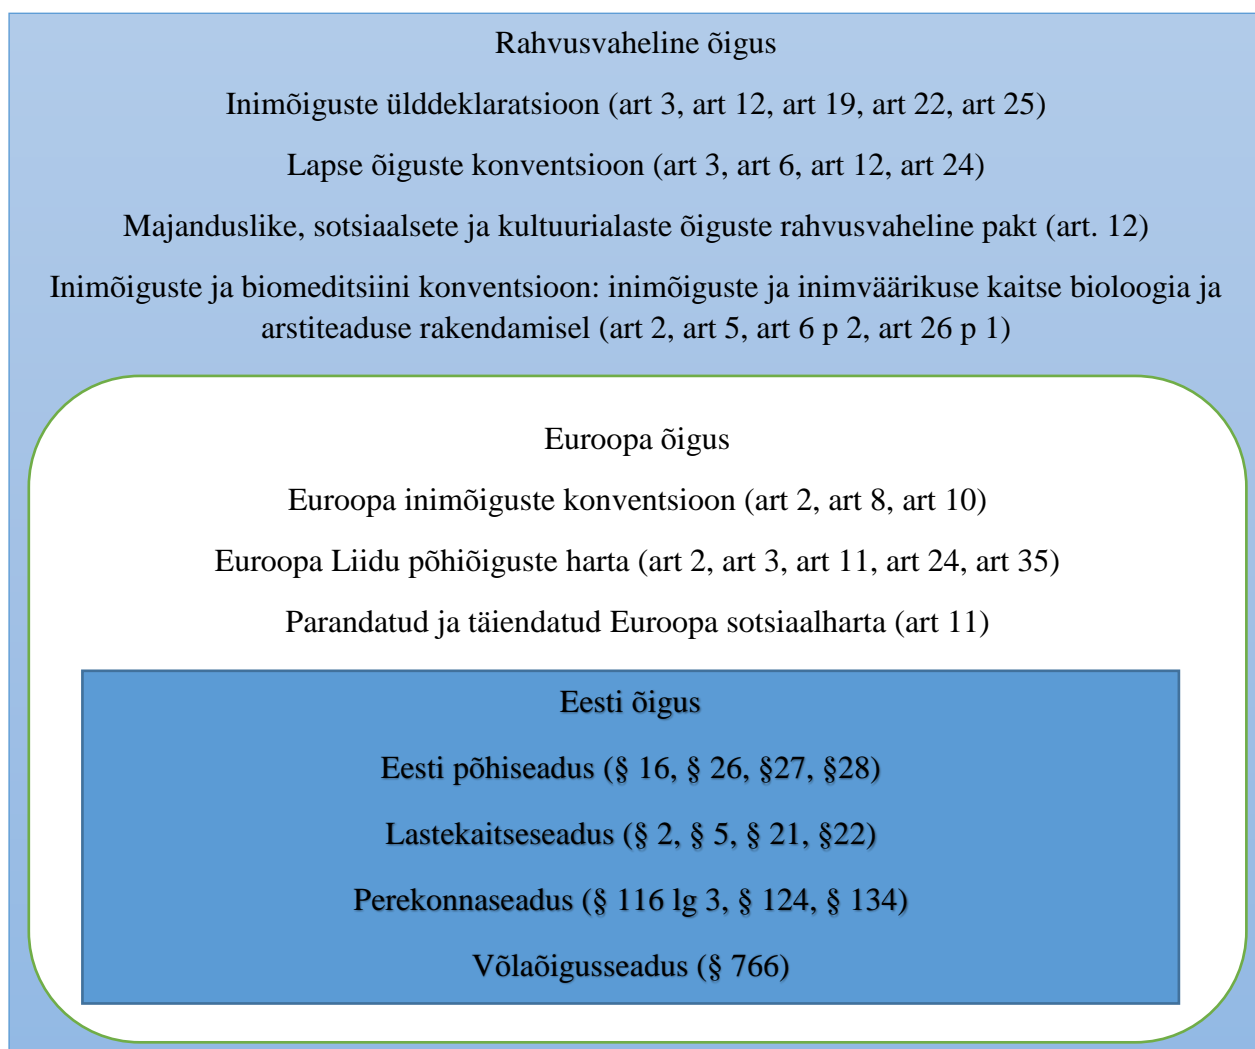 Rahvusvaheline õigus
Inimõiguste ülddeklaratsioon (art 3, art 12, art 19, art 22, art 25)
Lapse õiguste konventsioon (art 3, art 6, art 12, art 24)
Majanduslike, sotsiaalsete ja kultuurialaste õiguste rahvusvaheline pakt (art. 12)
Inimõiguste ja biomeditsiini konventsioon: inimõiguste ja inimväärikuse kaitse bioloogia ja
arstiteaduse rakendamisel (art 2, art 5, art 6 p 2, art 26 p 1)
Euroopa õigus
Euroopa inimõiguste konventsioon (art 2, art 8, art 10)
Euroopa Liidu põhiõiguste harta (art 2, art 3, art 11, art 24, art 35)
Parandatud ja täiendatud Euroopa sotsiaalharta (art 11)
Eesti õigus
Eesti põhiseadus (§ 16, § 26, §27, §28)
Lastekaitseseadus (§ 2, § 5, § 21, §22)
Perekonnaseadus (§ 116 lg 3, § 124, § 134)
Võlaõigusseadus (§ 766)